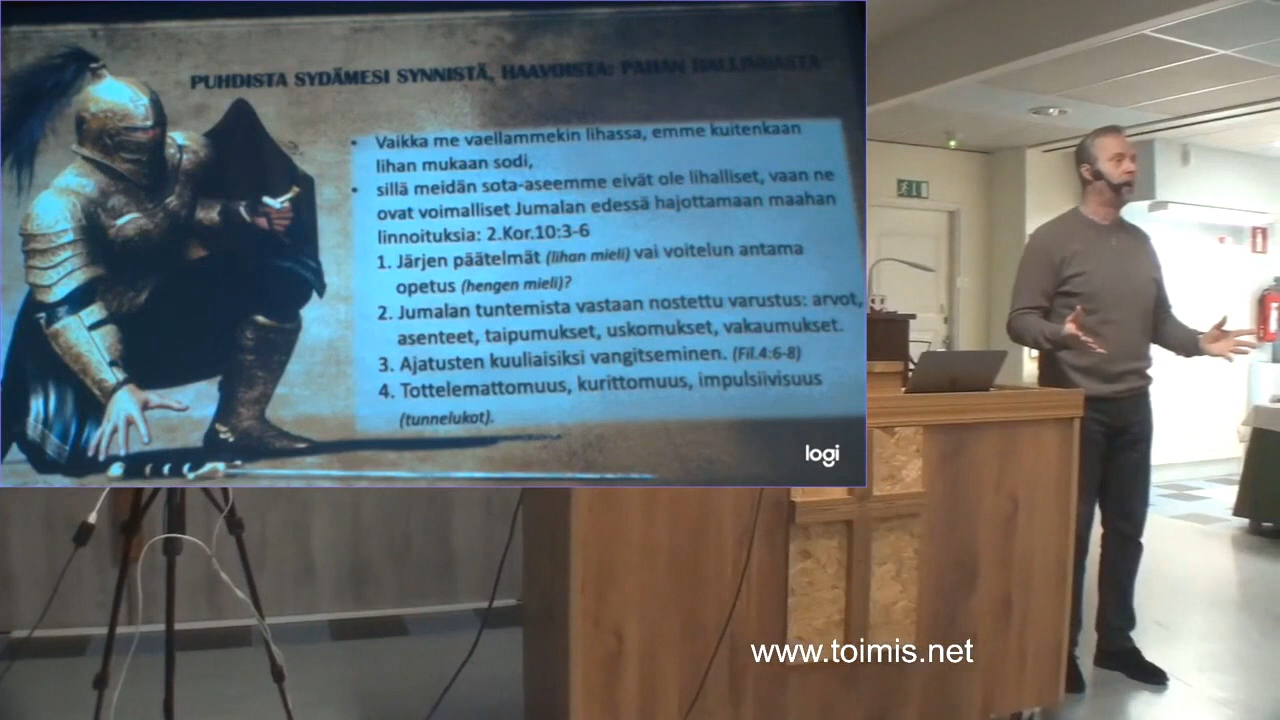 PUHDISTA SYDÄMESI SYNNISTÄ, HAAVOISTA: PAHAN HALLINNASTA
• Vaikka me vaellammekin lihassa, emme kuitenkaan
lihan mukaan sodi,
• sillä meidän sota-aseemme eivät ole lihalliset, vaan ne
ovat voimalliset Jumalan edessä hajottamaan maahan
linnoituksia: 2.Kor.10:3-6
1. Järjen päätelmät (lihan mieli) vai voitelun antama
opetus (hengen mieli)?
2. Jumalan tuntemista vastaan nostettu varustus: arvot,
asenteet, taipumukset, uskomukset, vakaumukset.
3. Ajatusten kuuliaisiksi vangitseminen. (Fil.4:6-8)
4. Tottelemattomuus, kurittomuus, impulsiivisuus
(tunnelukot).
logi
www.toimis.net